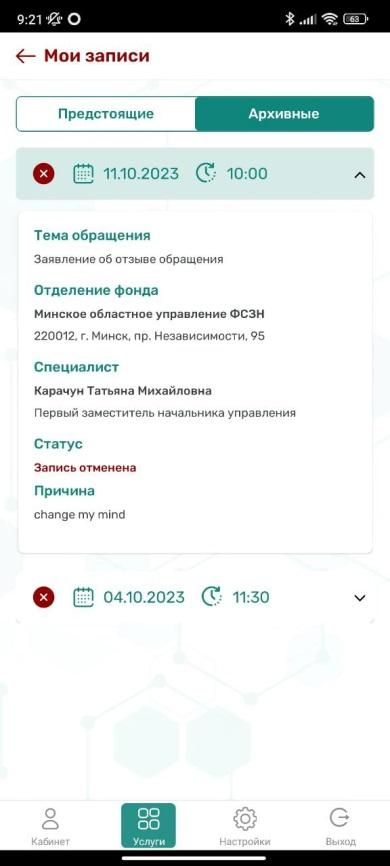 9:21
63
Мои записи
Предстоящие
Архивные
11.10.2023 10:00
Тема обращения
Заявление об отзыве обращения
Отделение фонда
Минское областное управление ФСЗН
220012, г. Минск, пр. Независимости, 95
Специалист
Карачун Татьяна Михайловна
Первый заместитель начальника управления
Статус
Запись отменена
Причина
change my mind
04.10.2023 11:30
Кабинет
Услуги
Настройки
Выход